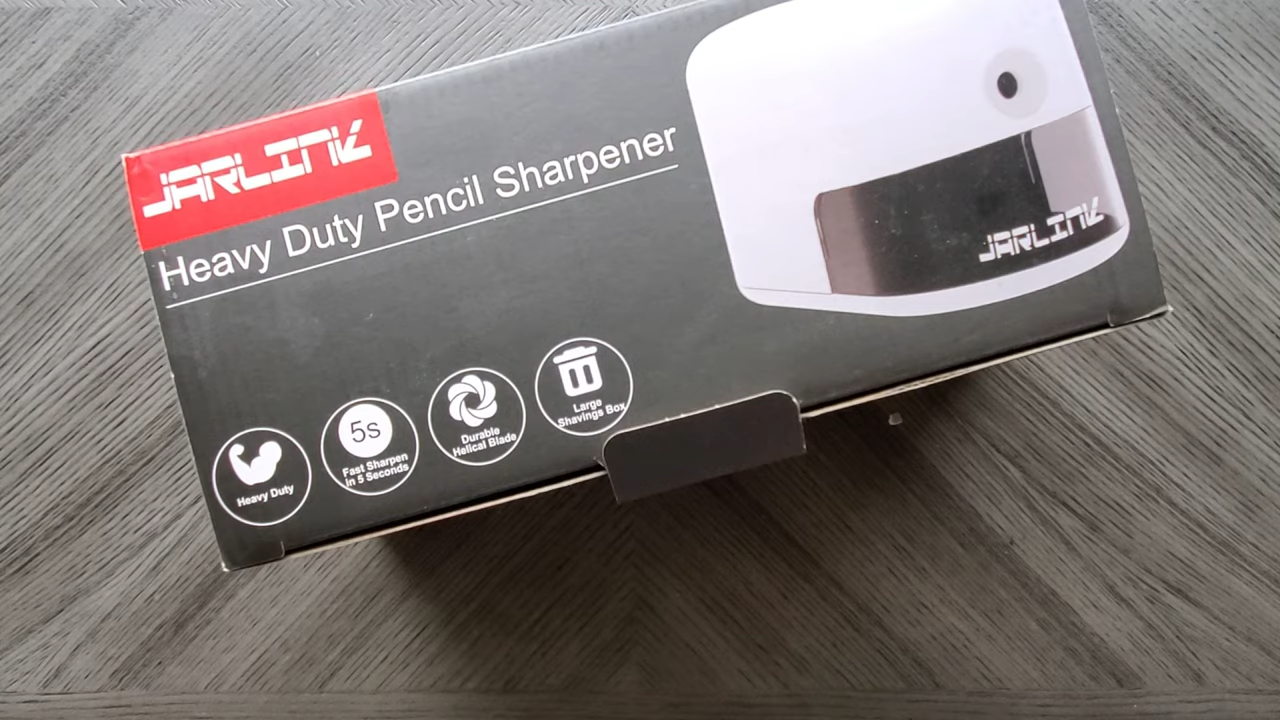 JARLINK
Heavy Duty Pencil Sharpener
JARLINK
Heavy Duty
5s
Fast Sharpen
in 5 Seconds
Durable
Helical Blade
Large
Shavings Box